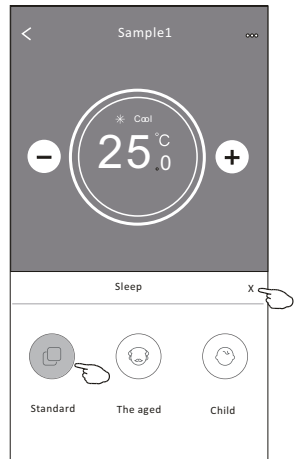 Sample1
Cool
25.0 °C
Sleep X
Standard The aged Child